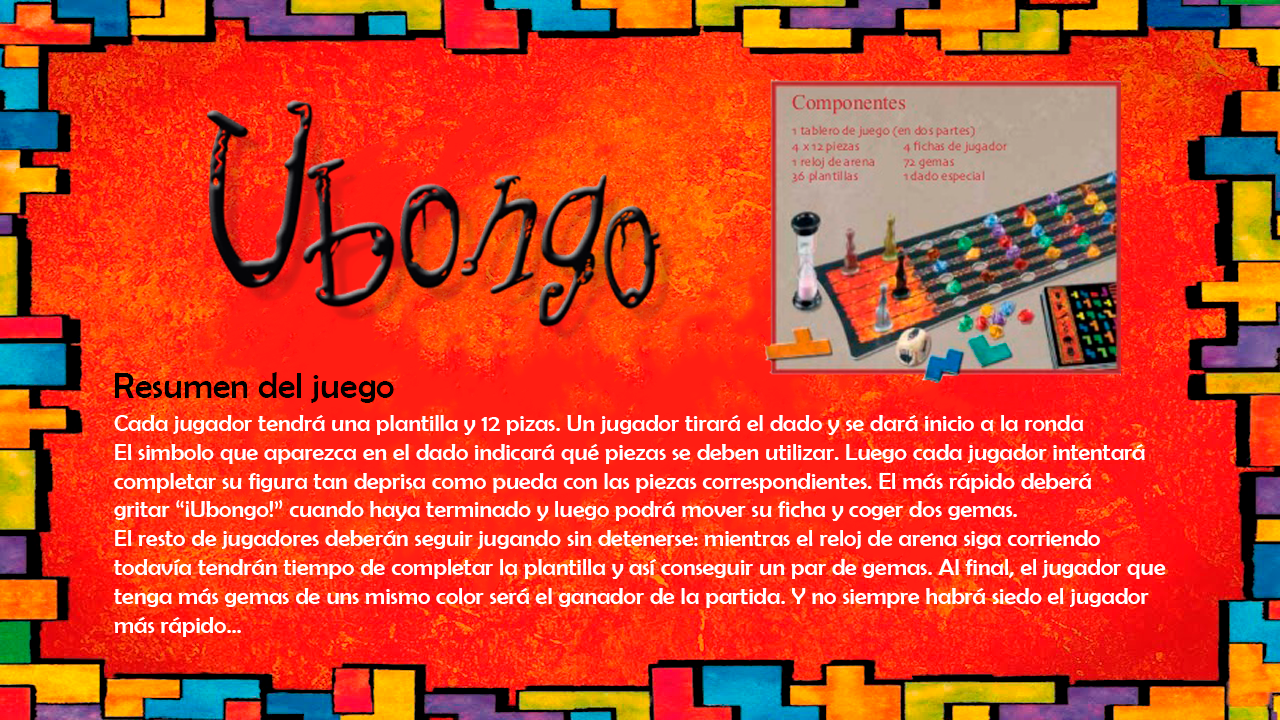 Ubongo
Componentes
1 tablero de juego (en dos partes)
4 x 12 piezas 4 fichas de jugador
1 reloj de arena 72 gemas
36 plantillas 1 dado especial
Resumen del juego
Cada jugador tendrá una plantilla y 12 pizas. Un jugador tirará el dado y se dará inicio a la ronda
El simbolo que aparezca en el dado indicará qué piezas se deben utilizar. Luego cada jugador intentará
completar su figura tan deprisa como pueda con las piezas correspondientes. El más rápido deberá
gritar “¡Ubongo!” cuando haya terminado y luego podrá mover su ficha y coger dos gemas.
El resto de jugadores deberán seguir jugando sin detenerse: mientras el reloj de arena siga corriendo
todavía tendrán tiempo de completar la plantilla y así conseguir un par de gemas. Al final, el jugador que
tenga más gemas de uns mismo color será el ganador de la partida. Y no siempre habrá siedo el jugador
más rápido...